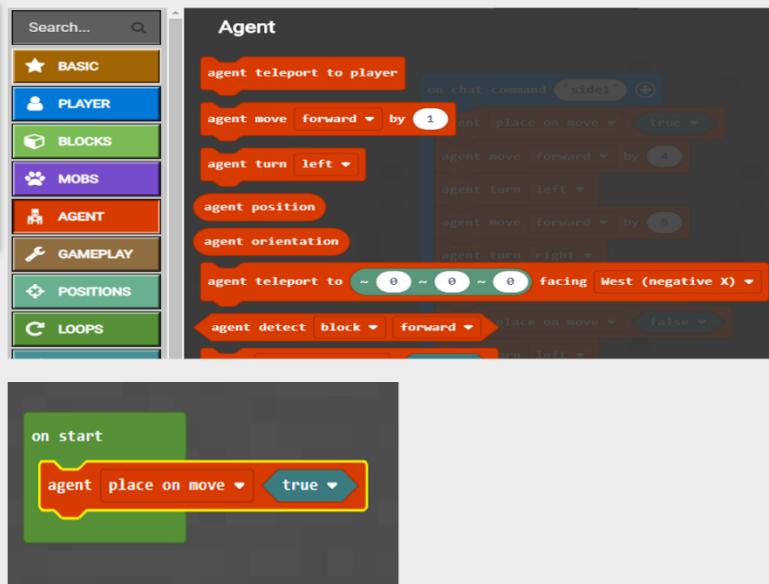 Search...
Agent
BASIC
PLAYER
BLOCKS
MOBS
AGENT
GAMEPLAY
POSITIONS
LOOPS
agent teleport to player
agent move forward by 1
agent turn left
agent position
agent orientation
agent teleport to ~ 0 ~ 0 ~ 0 facing West (negative X)
agent detect block forward
on chat command "side1"
agent place on move true
agent move forward by 4
agent turn left
agent move forward by 5
agent turn right
place on move false
turn left
on start
agent place on move true